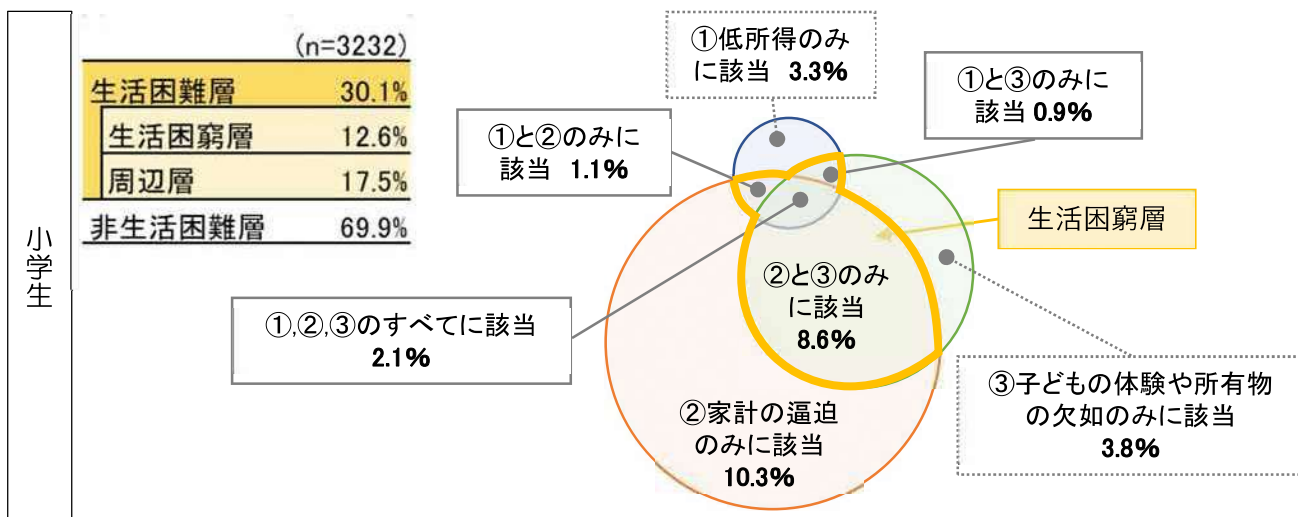 小学生
(n=3232)
生活困難層 30.1%
生活困窮層 12.6%
周辺層 17.5%
非生活困難層 69.9%
①低所得のみ
に該当 3.3%
①と③のみに
該当 0.9%
①と②のみに
該当 1.1%
生活困窮層
①,②,③のすべてに該当
2.1%
②と③のみ
に該当
8.6%
③子どもの体験や所有物
の欠如のみに該当
3.8%
②家計の逼迫
のみに該当
10.3%